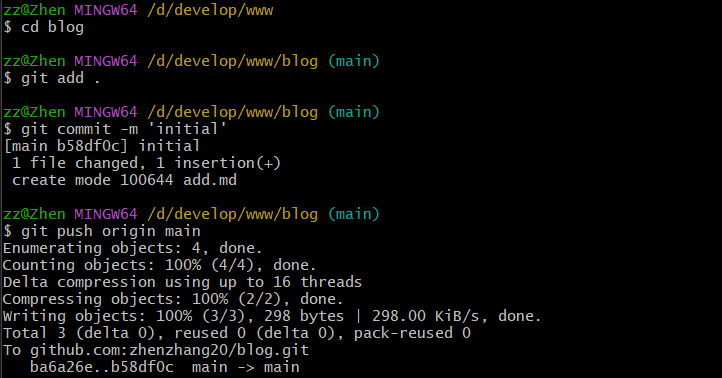 zz@Zhen MINGW64 /d/develop/www
$ cd blog
zz@Zhen MINGW64 /d/develop/www/blog (main)
$ git add .
zz@Zhen MINGW64 /d/develop/www/blog (main)
$ git commit -m 'initial'
[main b58df0c] initial
 1 file changed, 1 insertion(+)
 create mode 100644 add.md
zz@Zhen MINGW64 /d/develop/www/blog (main)
$ git push origin main
Enumerating objects: 4, done.
Counting objects: 100% (4/4), done.
Delta compression using up to 16 threads
Compressing objects: 100% (2/2), done.
Writing objects: 100% (3/3), 298 bytes | 298.00 KiB/s, done.
Total 3 (delta 0), reused 0 (delta 0), pack-reused 0
To github.com:zhenzhang20/blog.git
   ba6a26e..b58df0c  main -> main